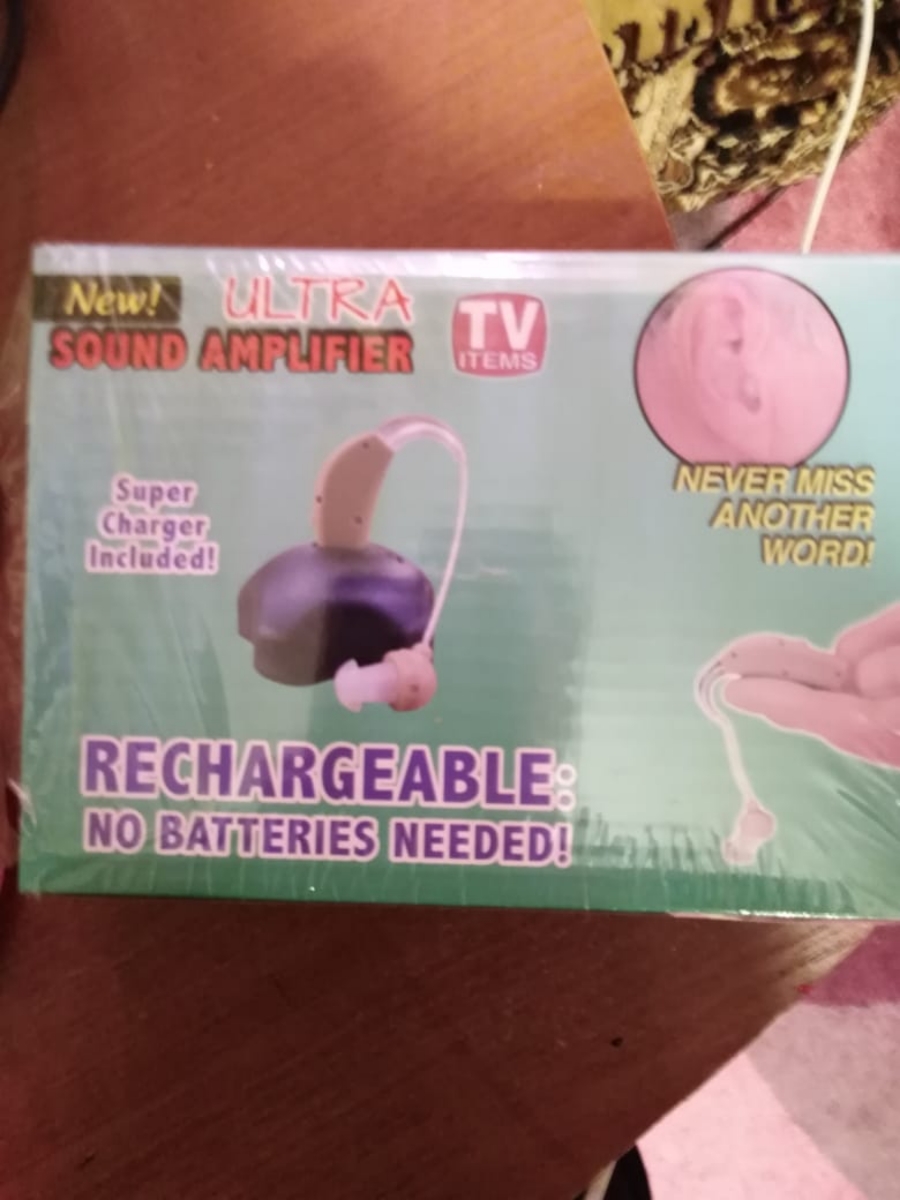 New!
ULTRA
SOUND AMPLIFIER
TV
ITEMS
NEVER MISS
ANOTHER
WORD!
Super
Charger
Included!
RECHARGEABLE:
NO BATTERIES NEEDED!